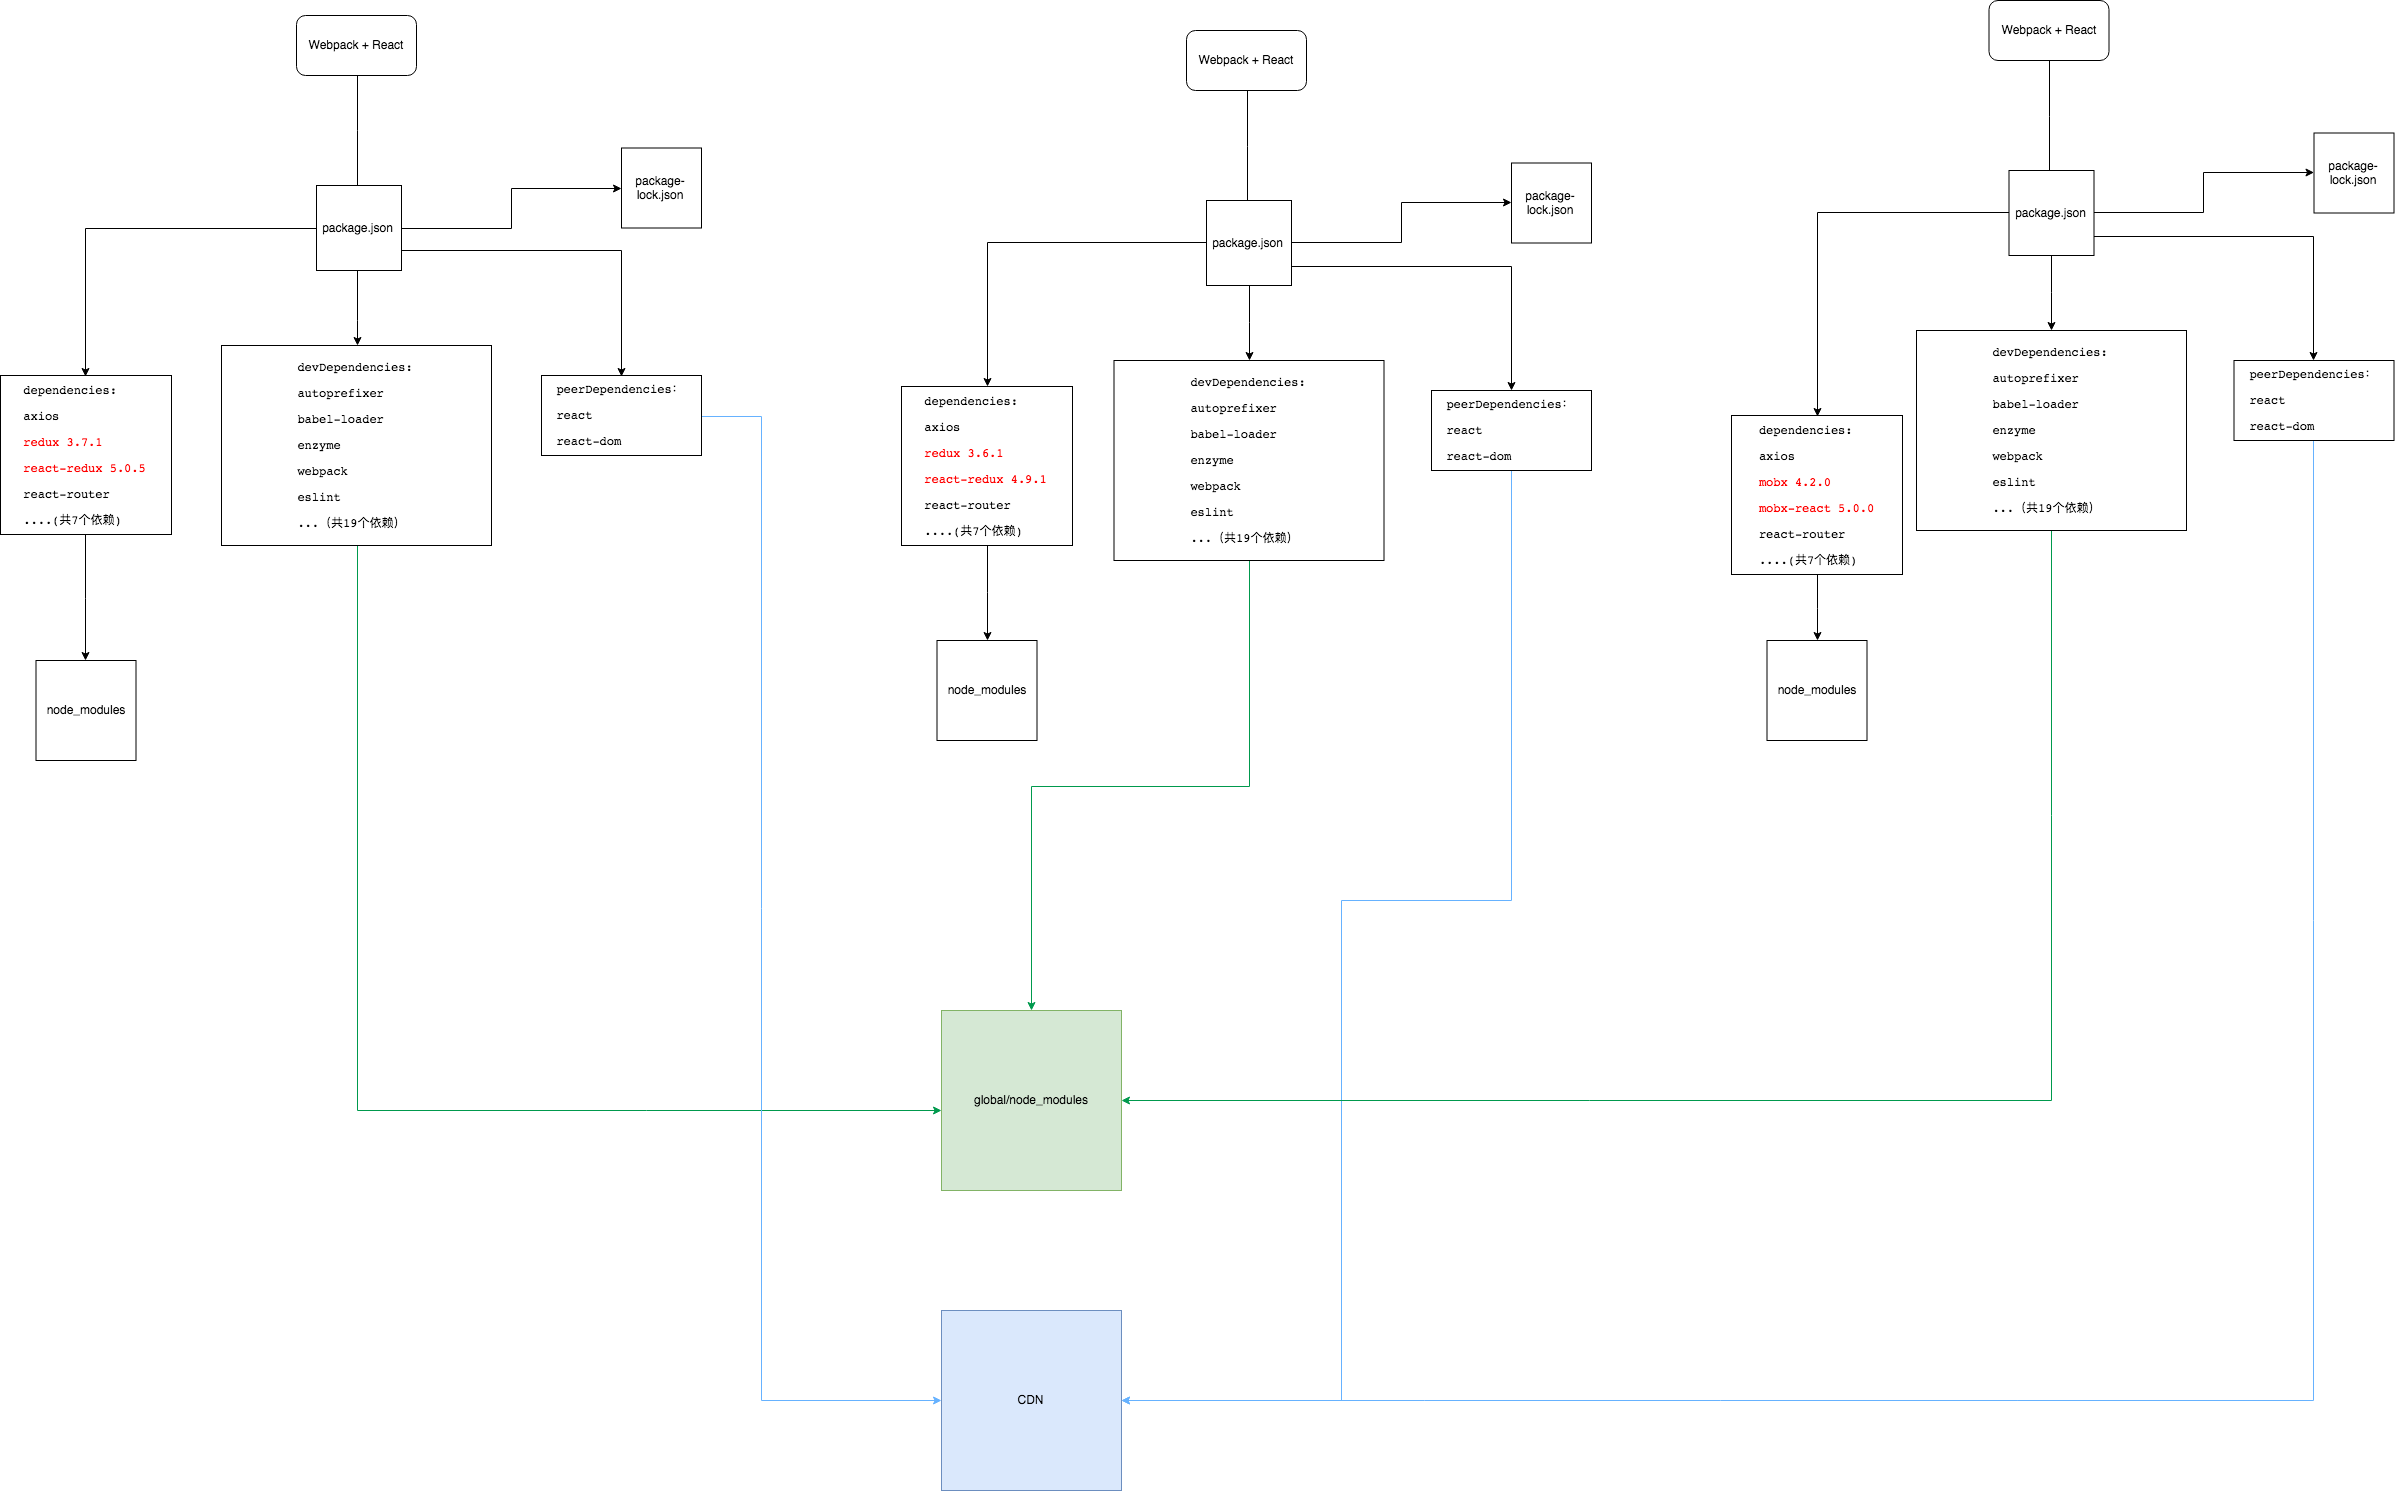 Webpack + React
package.json
package-
lock.json
dependencies:
axios
redux 3.7.1
react-redux 5.0.5
react-router
....(共7个依赖)
devDependencies:
autoprefixer
babel-loader
enzyme
webpack
eslint
...（共19个依赖）
peerDependencies:
react
react-dom
node_modules
Webpack + React
package.json
package-
lock.json
dependencies:
axios
redux 3.6.1
react-redux 4.9.1
react-router
....(共7个依赖)
devDependencies:
autoprefixer
babel-loader
enzyme
webpack
eslint
...（共19个依赖）
peerDependencies:
react
react-dom
node_modules
Webpack + React
package.json
package-
lock.json
dependencies:
axios
mobx 4.2.0
mobx-react 5.0.0
react-router
....(共7个依赖)
devDependencies:
autoprefixer
babel-loader
enzyme
webpack
eslint
...（共19个依赖）
peerDependencies:
react
react-dom
node_modules
global/node_modules
CDN